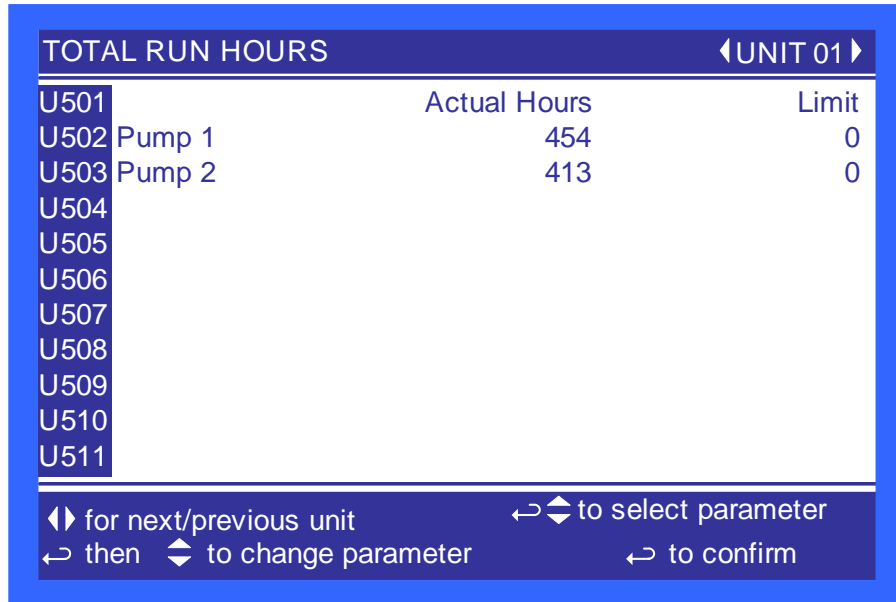 TOTAL RUN HOURS UNIT 01
U501 Actual Hours Limit
U502 Pump 1 454 0
U503 Pump 2 413 0
U504
U505
U506
U507
U508
U509
U510
U511
for next/previous unit to select parameter
then to change parameter to confirm